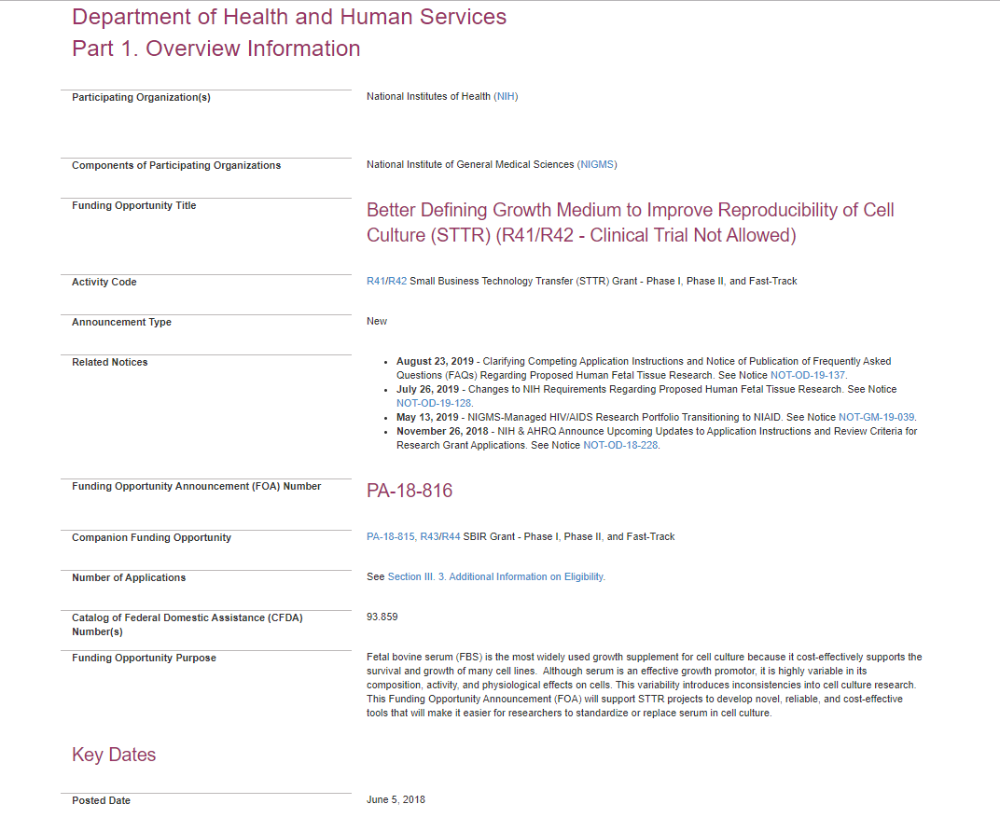 Department of Health and Human Services
Part 1. Overview Information
Participating Organization(s)
National Institutes of Health (NIH)
Components of Participating Organizations
National Institute of General Medical Sciences (NIGMS)
Funding Opportunity Title
Better Defining Growth Medium to Improve Reproducibility of Cell
Culture (STTR) (R41/R42 - Clinical Trial Not Allowed)
Activity Code
R41/R42 Small Business Technology Transfer (STTR) Grant - Phase I, Phase II, and Fast-Track
Announcement Type
New
Related Notices
• August 23, 2019 - Clarifying Competing Application Instructions and Notice of Publication of Frequently Asked
Questions (FAQs) Regarding Proposed Human Fetal Tissue Research. See Notice NOT-OD-19-137.
• July 26, 2019 - Changes to NIH Requirements Regarding Proposed Human Fetal Tissue Research. See Notice
NOT-OD-19-128.
• May 13, 2019 - NIGMS-Managed HIV/AIDS Research Portfolio Transitioning to NIAID. See Notice NOT-GM-19-039.
• November 26, 2018 - NIH & AHRQ Announce Upcoming Updates to Application Instructions and Review Criteria for
Research Grant Applications. See Notice NOT-OD-18-228.
Funding Opportunity Announcement (FOA) Number
PA-18-816
Companion Funding Opportunity
PA-18-815, R43/R44 SBIR Grant - Phase I, Phase II, and Fast-Track
Number of Applications
See Section III. 3. Additional Information on Eligibility.
Catalog of Federal Domestic Assistance (CFDA)
Number(s)
93.859
Funding Opportunity Purpose
Fetal bovine serum (FBS) is the most widely used growth supplement for cell culture because it cost-effectively supports the
survival and growth of many cell lines.  Although serum is an effective growth promotor, it is highly variable in its
composition, activity, and physiological effects on cells. This variability introduces inconsistencies into cell culture research.
This Funding Opportunity Announcement (FOA) will support STTR projects to develop novel, reliable, and cost-effective
tools that will make it easier for researchers to standardize or replace serum in cell culture.
Key Dates
Posted Date
June 5, 2018